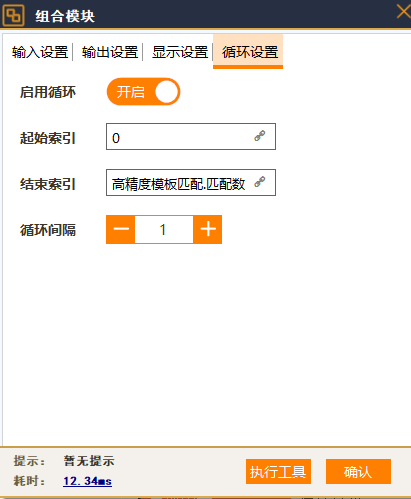 组合模块
输入设置 输出设置 显示设置 循环设置
启用循环 开启
起始索引 0
结束索引 高精度模板匹配.匹配数
循环间隔 1
提示: 暂无提示
耗时: 12.34ms
执行工具 确认